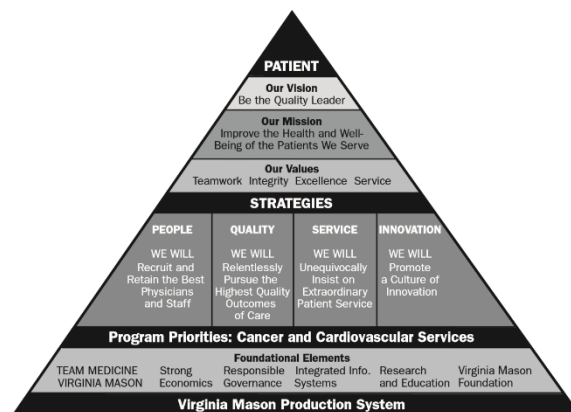 PATIENT
Our Vision
Be the Quality Leader
Our Mission
Improve the Health and Well-
Being of the Patients We Serve
Our Values
Teamwork Integrity Excellence Service
STRATEGIES
PEOPLE
WE WILL
Recruit and
Retain the Best
Physicians
and Staff
QUALITY
WE WILL
Relentlessly
Pursue the
Highest Quality
Outcomes
of Care
SERVICE
WE WILL
Unequivocally
Insist on
Extraordinary
Patient Service
INNOVATION
WE WILL
Promote
a Culture of
Innovation
Program Priorities: Cancer and Cardiovascular Services
Foundational Elements
TEAM MEDICINE
VIRGINIA MASON
Strong
Economics
Responsible
Governance
Integrated Info.
Systems
Research
and Education
Virginia Mason
Foundation
Virginia Mason Production System